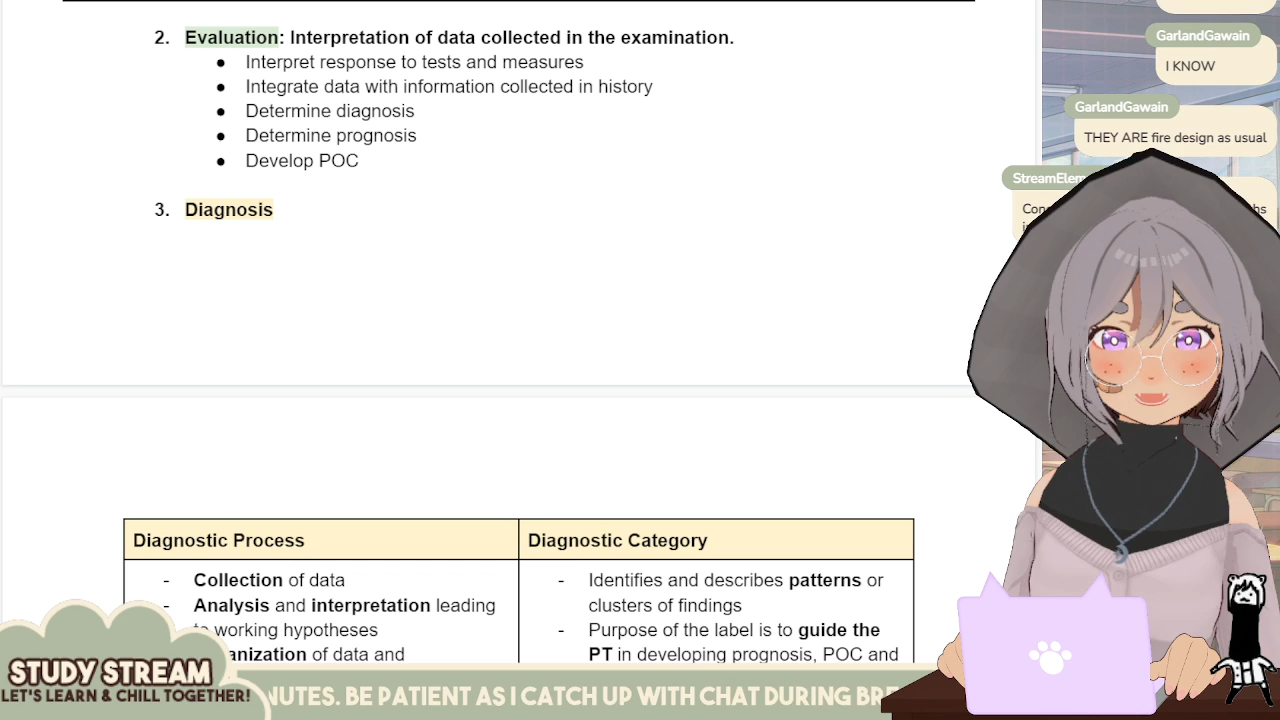 2. Evaluation: Interpretation of data collected in the examination.
● Interpret response to tests and measures
● Integrate data with information collected in history
● Determine diagnosis
● Determine prognosis
● Develop POC
3. Diagnosis
Diagnostic Process
- Collection of data
- Analysis and interpretation leading
working hypotheses
of data and
Diagnostic Category
- Identifies and describes patterns or
clusters of findings
- Purpose of the label is to guide the
PT in developing prognosis, POC and
GarlandGawain
I KNOW
GarlandGawain
THEY ARE fire design as usual
STUDY STREAM
LET'S LEARN & CHILL TOGETHER!
BE PATIENT AS I CATCH UP WITH CHAT DURING